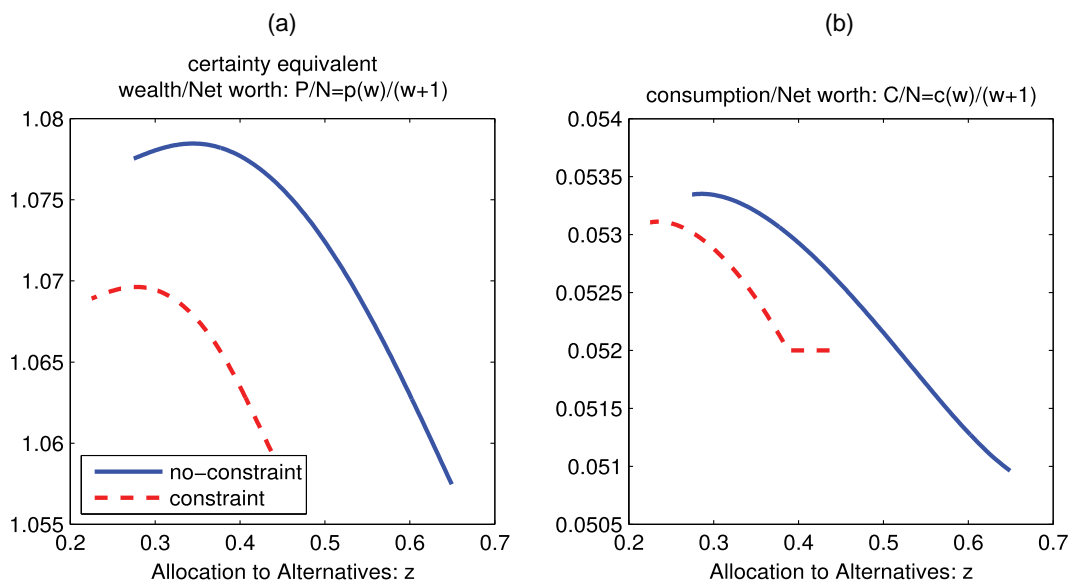 (a)
certainty equivalent
wealth/Net worth: P/N=p(w)/(w+1)
1.08
1.075
1.07
1.065
1.06
1.055
0.2 0.3 0.4 0.5 0.6 0.7
Allocation to Alternatives: z
no−constraint
constraint
(b)
consumption/Net worth: C/N=c(w)/(w+1)
0.054
0.0535
0.053
0.0525
0.052
0.0515
0.051
0.0505
0.2 0.3 0.4 0.5 0.6 0.7
Allocation to Alternatives: z